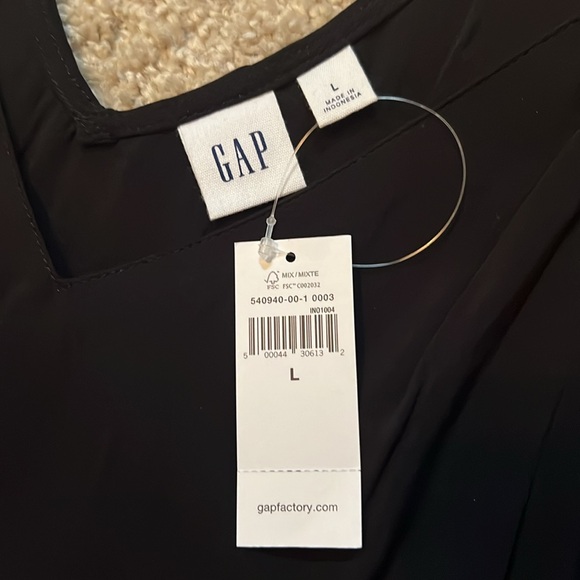 L
MADE IN
INDONESIA
GAP
MIX/MIXTE
FSC FSC™ C002032
540940-00-1 0003
IN01004
5 00044 30613 2
L
gapfactory.com